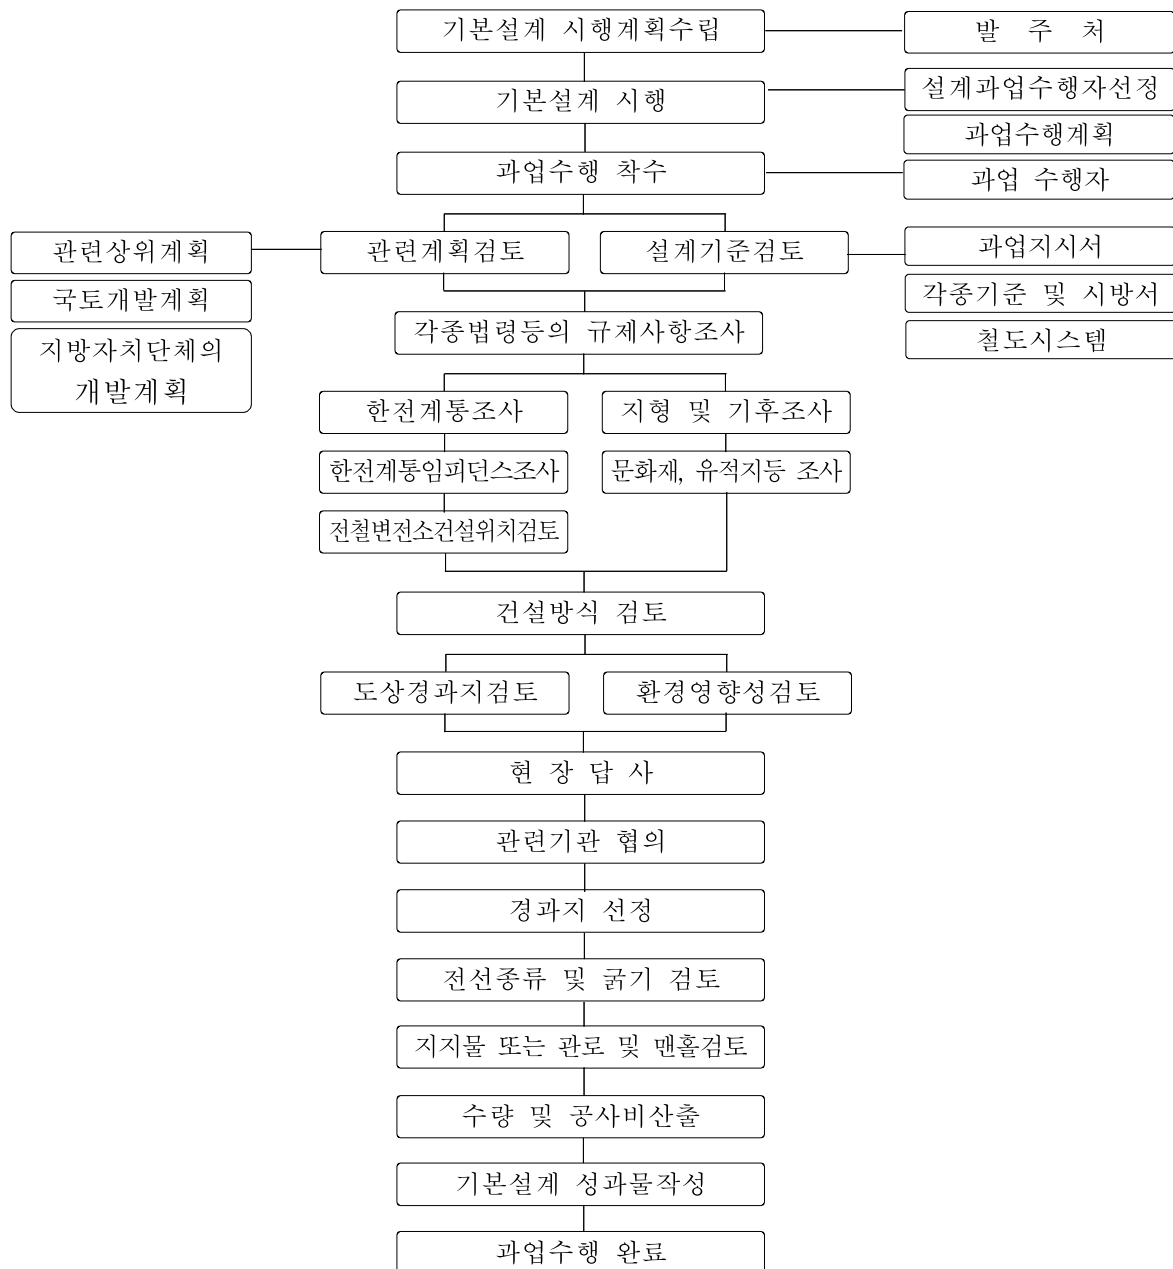 기본설계 시행계획수립
발 주 처
기본설계 시행
설계과업수행자선정
과업수행계획
과업수행 착수
과업 수행자
관련상위계획
관련계획검토
설계기준검토
과업지시서
국토개발계획
각종기준 및 시방서
지방자치단체의
개발계획
각종법령등의 규제사항조사
철도시스템
한전계통조사
지형 및 기후조사
한전계통임피던스조사
문화재, 유적지등 조사
전철변전소건설위치검토
건설방식 검토
도상경과지검토
환경영향성검토
현 장 답 사
관련기관 협의
경과지 선정
전선종류 및 굵기 검토
지지물 또는 관로 및 맨홀검토
수량 및 공사비산출
기본설계 성과물작성
과업수행 완료